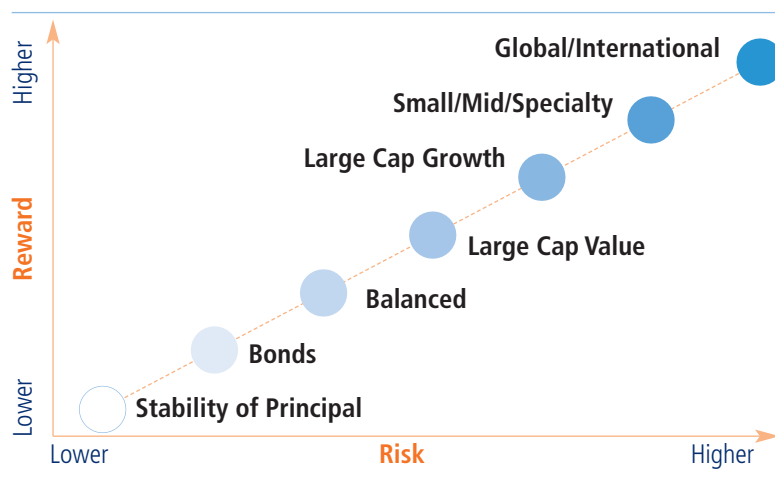 Higher
Global/International
Small/Mid/Specialty
Large Cap Growth
Reward
Large Cap Value
Balanced
Bonds
Lower
Stability of Principal
Lower
Risk
Higher